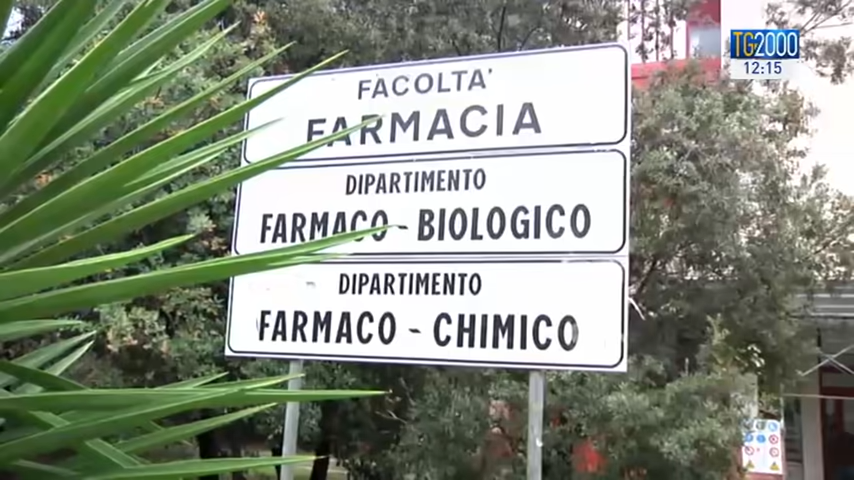 TG2000
12:15
FACOLTA'
FARMACIA
DIPARTIMENTO
FARMACO - BIOLOGICO
DIPARTIMENTO
FARMACO - CHIMICO